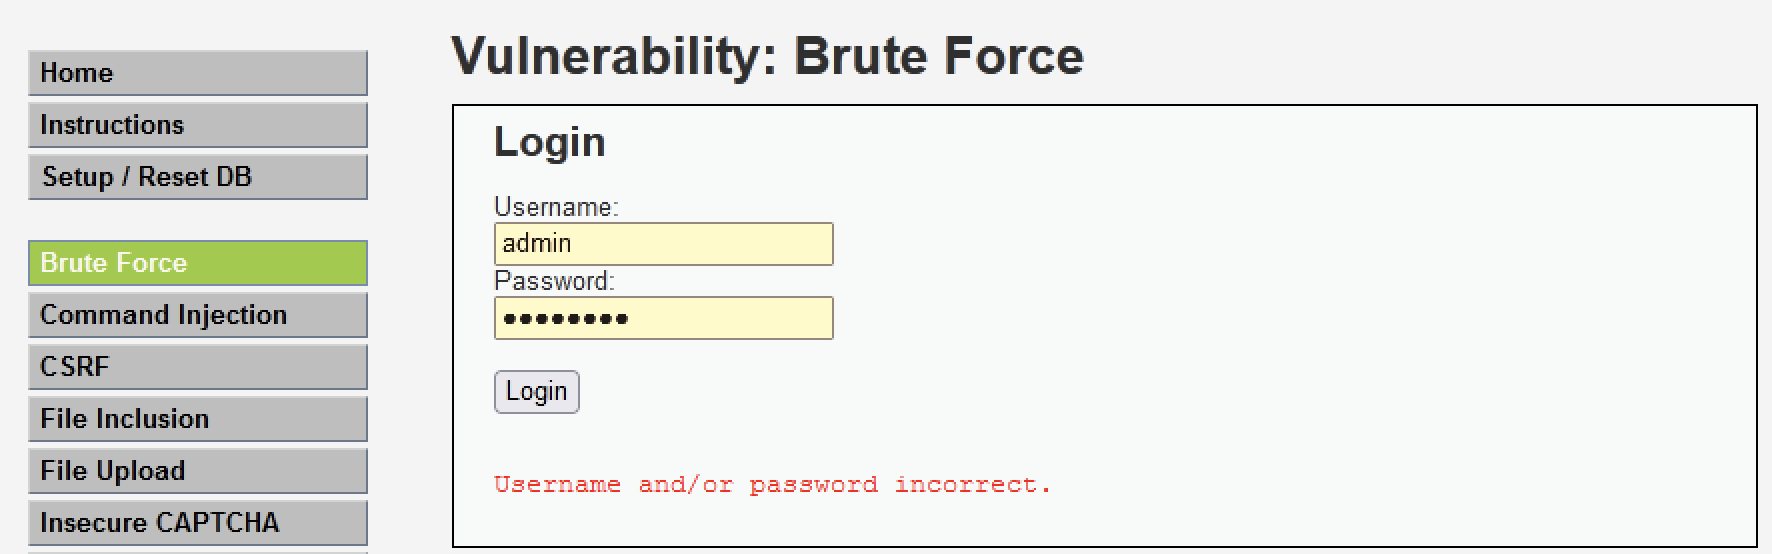 Home
Instructions
Setup / Reset DB
Brute Force
Command Injection
CSRF
File Inclusion
File Upload
Insecure CAPTCHA
Vulnerability: Brute Force
Login
Username:
admin
Password:
••••••••
Login
Username and/or password incorrect.